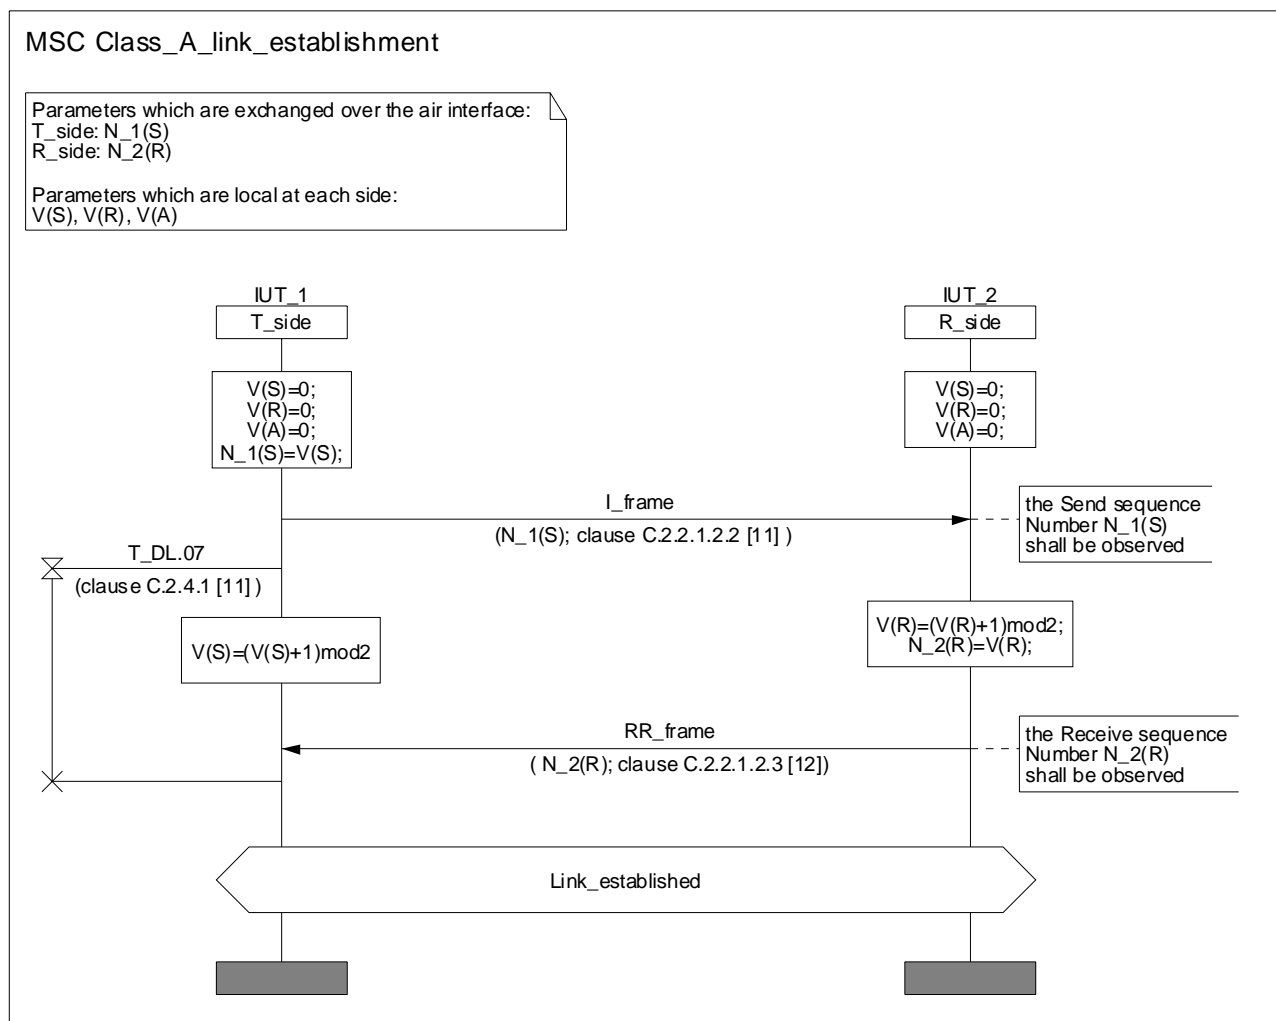 MSC Class_A_link_establishment
Parameters which are exchanged over the air interface:
T_side: N_1(S)
R_side: N_2(R)
Parameters which are local at each side:
V(S), V(R), V(A)
IUT_1
T_side
IUT_2
R_side
V(S)=0;
V(R)=0;
V(A)=0;
N_1(S)=V(S);
V(S)=0;
V(R)=0;
V(A)=0;
I_frame
(N_1(S; clause C.2.2.1.2.2 [11] )
the Send sequence
Number N_1(S)
shall be observed
T_DL.07
(clause C.2.4.1 [11] )
V(S)=(V(S)+1)mod2
V(R)=(V(R)+1)mod2;
N_2(R)=V(R);
RR_frame
( N_2(R; clause C.2.2.1.2.3 [12])
the Receive sequence
Number N_2(R)
shall be observed
Link_established